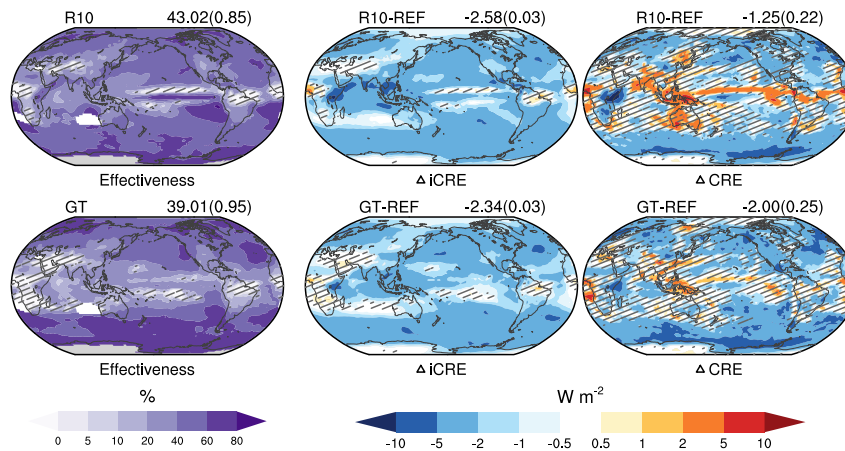 R10 43.02(0.85) R10-REF -2.58(0.03) R10-REF -1.25(0.22)
Effectiveness Δ iCRE Δ CRE
GT 39.01(0.95) GT-REF -2.34(0.03) GT-REF -2.00(0.25)
Effectiveness Δ iCRE Δ CRE
% W m-2
0 5 10 20 40 60 80 -10 -5 -2 -1 -0.5 0.5 1 2 5 10